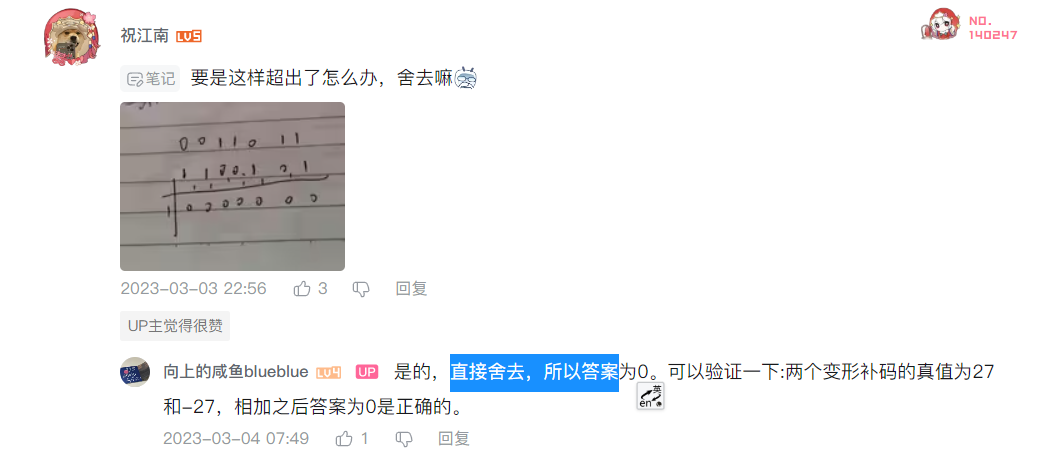 祝江南 LV5
NO.
140247
笔记 要是这样超出了怎么办，舍去嘛
0 0 1 1 0 1 1
1 1 0 0 1 0 1
1 0 0 0 0 0 0 0
2023-03-03 22:56 3 回复
UP主觉得很赞
向上的咸鱼blueblue LV4 UP 是的，直接舍去，所以答案为0。可以验证一下:两个变形补码的真值为27
英
en
和-27，相加之后答案为0是正确的。
2023-03-04 07:49 1 回复